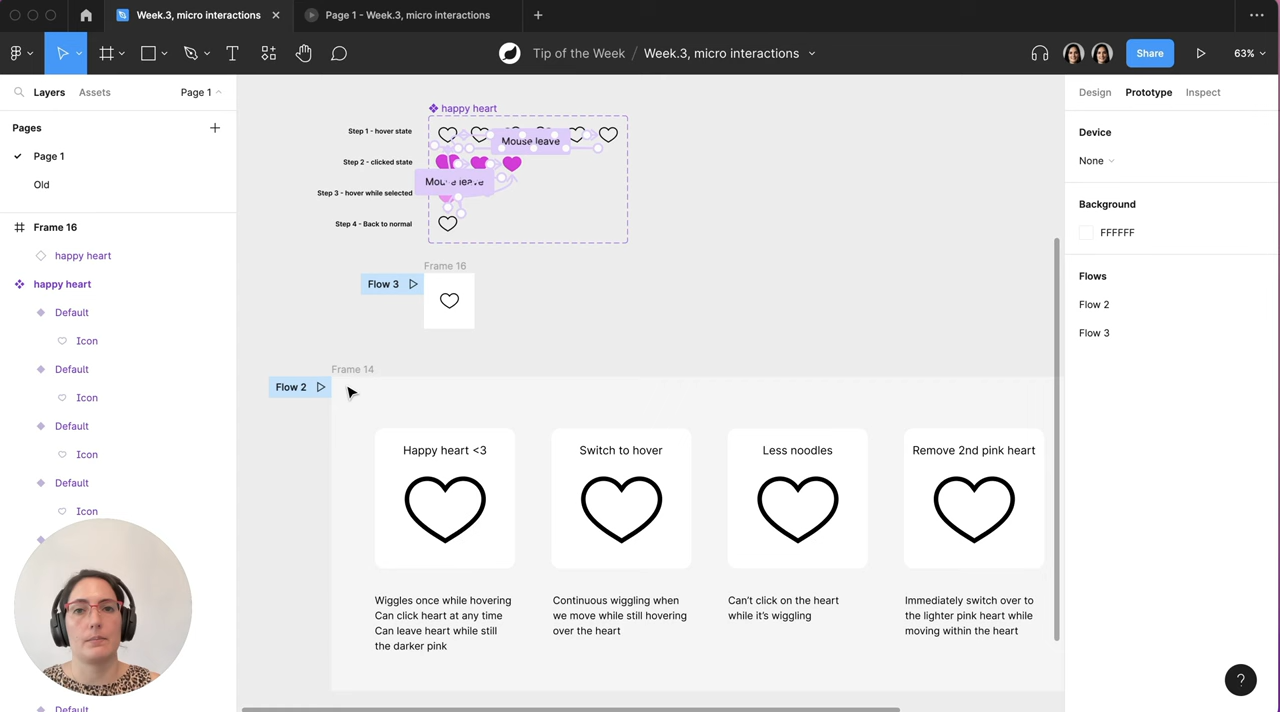 Week.3, micro interactions
Page 1 - Week.3, micro interactions
Tip of the Week / Week.3, micro interactions
Share
63%
Layers
Assets
Page 1
Pages
Page 1
Old
Frame 16
happy heart
happy heart
Default
Icon
Default
Icon
Default
Icon
Default
Icon
Default
happy heart
Step 1 - hover state
Mouse leave
Step 2 - clicked state
Mouse leave
Step 3 - hover while selected
Step 4 - Back to normal
Frame 16
Flow 3
Frame 14
Flow 2
Happy heart <3
Switch to hover
Less noodles
Remove 2nd pink heart
Wiggles once while hovering
Can click heart at any time
Can leave heart while still
the darker pink
Continuous wiggling when
we move while still hovering
over the heart
Can't click on the heart
while it's wiggling
Immediately switch over to
the lighter pink heart while
moving within the heart
Design
Prototype
Inspect
Device
None
Background
FFFFFF
Flows
Flow 2
Flow 3
?